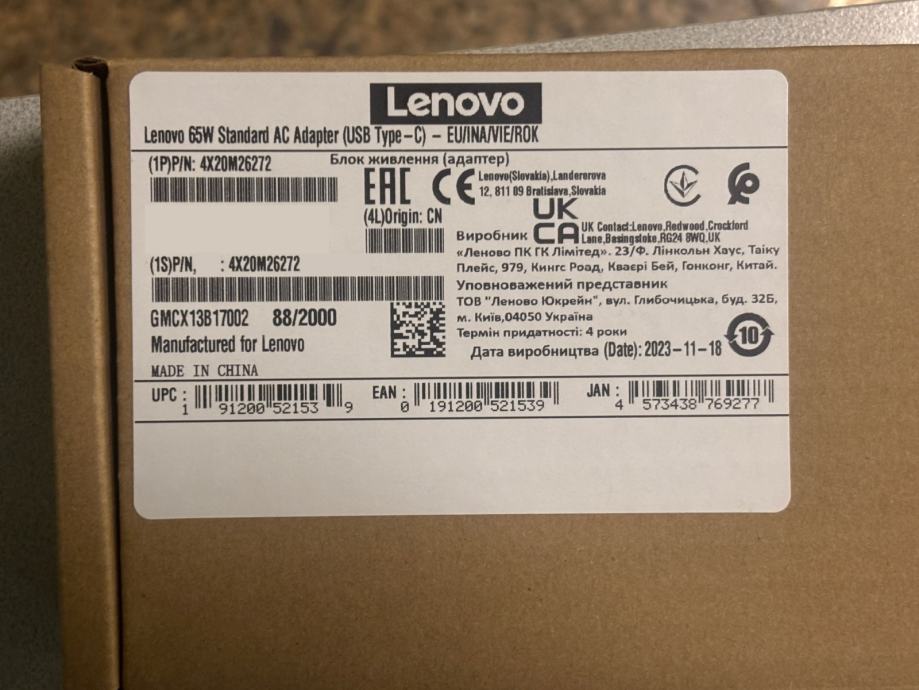 Lenovo
Lenovo 65W Standard AC Adapter (USB Type-C) - EU/INA/VIE/ROK
(1P)P/N: 4X20M26272
Блок живлення (адаптер)
EAC CE
Lenovo(Slovakia),Landererova
12, 811 09 Bratislava,Slovakia
(4L)Origin: CN
UK
CA
UK Contact:Lenovo,Redwood,Crockford
Lane,Basingstoke,RG24 8WQ,UK
Виробник
«Леново ПК ГК Лімітед». 23/Ф. Лінкольн Хаус, Тайку
Плейс, 979, Кингс Роад, Кваєрі Бей, Гонконг, Китай.
(1S)P/N, : 4X20M26272
Уповноважений представник
ТОВ "Леново Юкрейн", вул. Глибочицька, буд. 32Б,
м. Київ,04050 Україна
Термін придатності: 4 роки
Дата виробництва (Date): 2023-11-18
10
GMCX13B17002 88/2000
Manufactured for Lenovo
MADE IN CHINA
UPC : 1 91200 52153 9
EAN : 0 191200 521539
JAN : 4 573438 769277